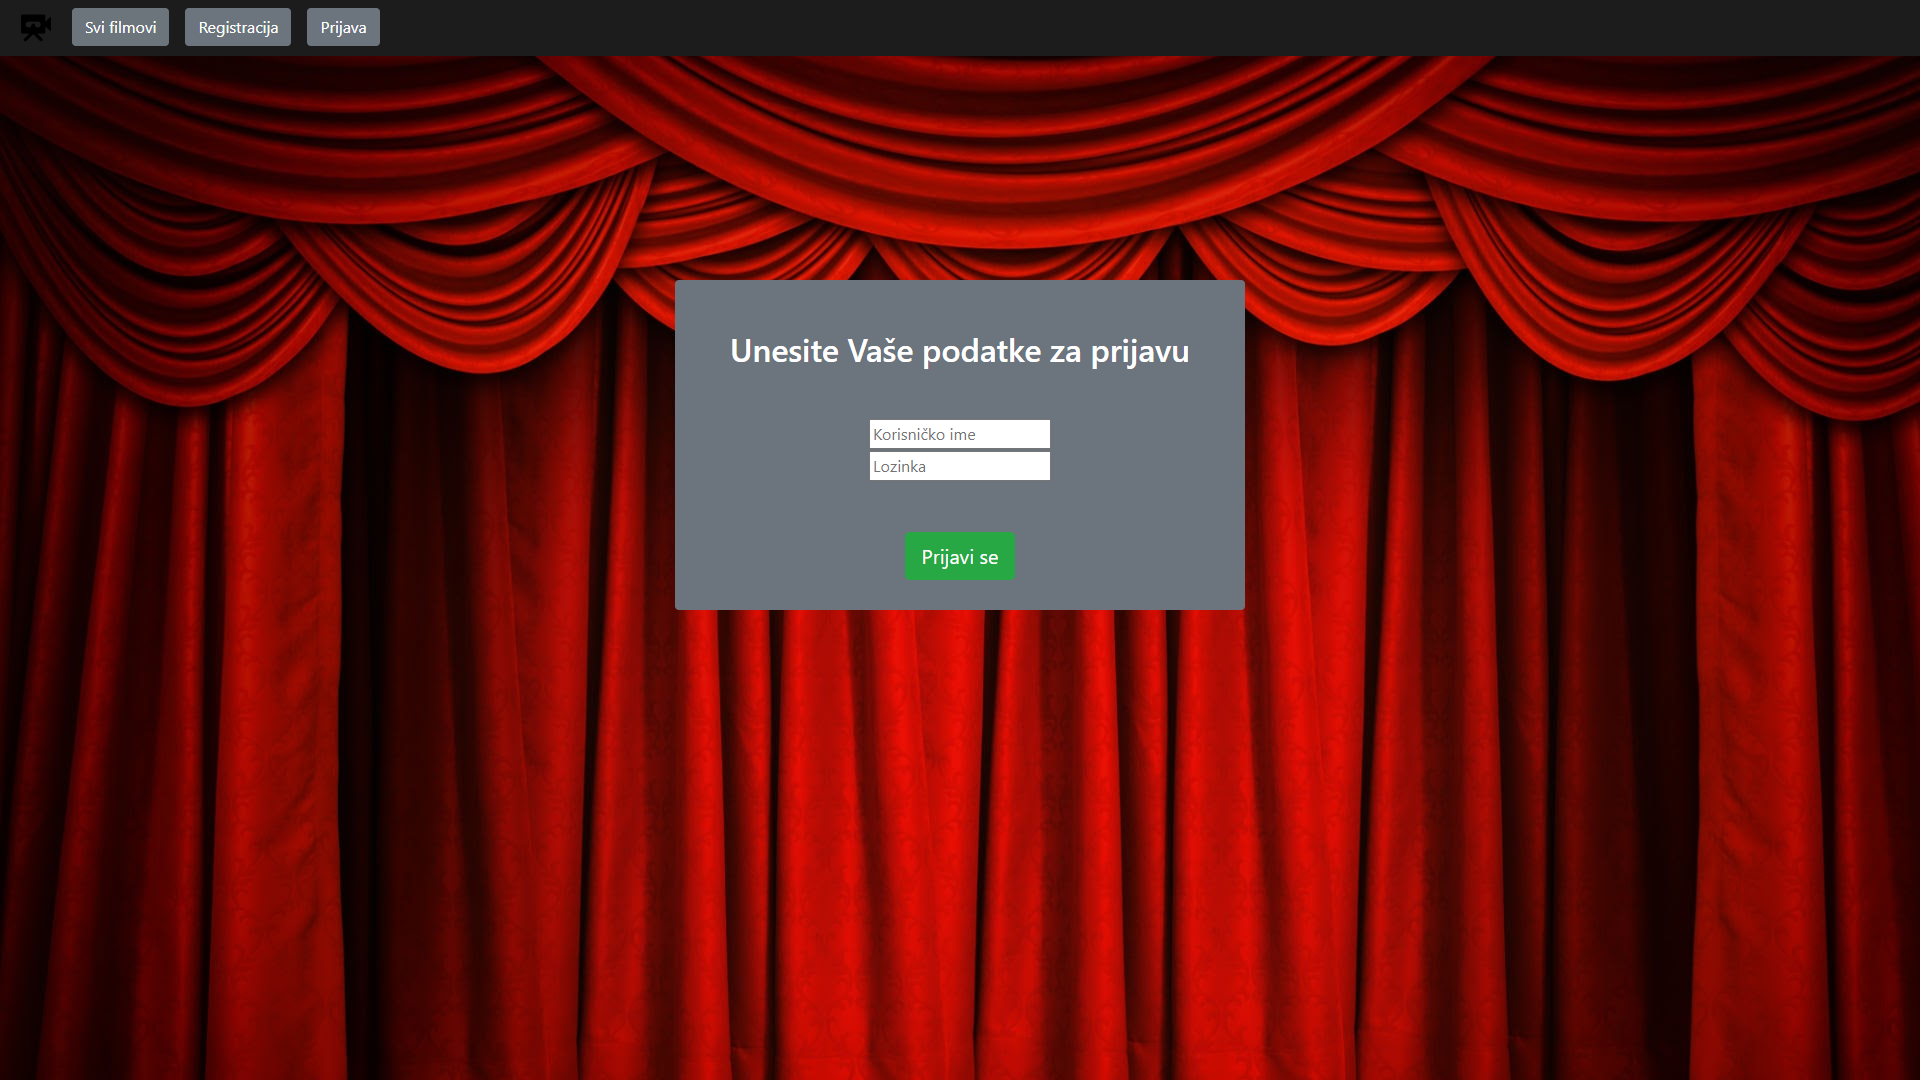 Svi filmovi
Registracija
Prijava
Unesite Vaše podatke za prijavu
Korisničko ime
Lozinka
Prijavi se